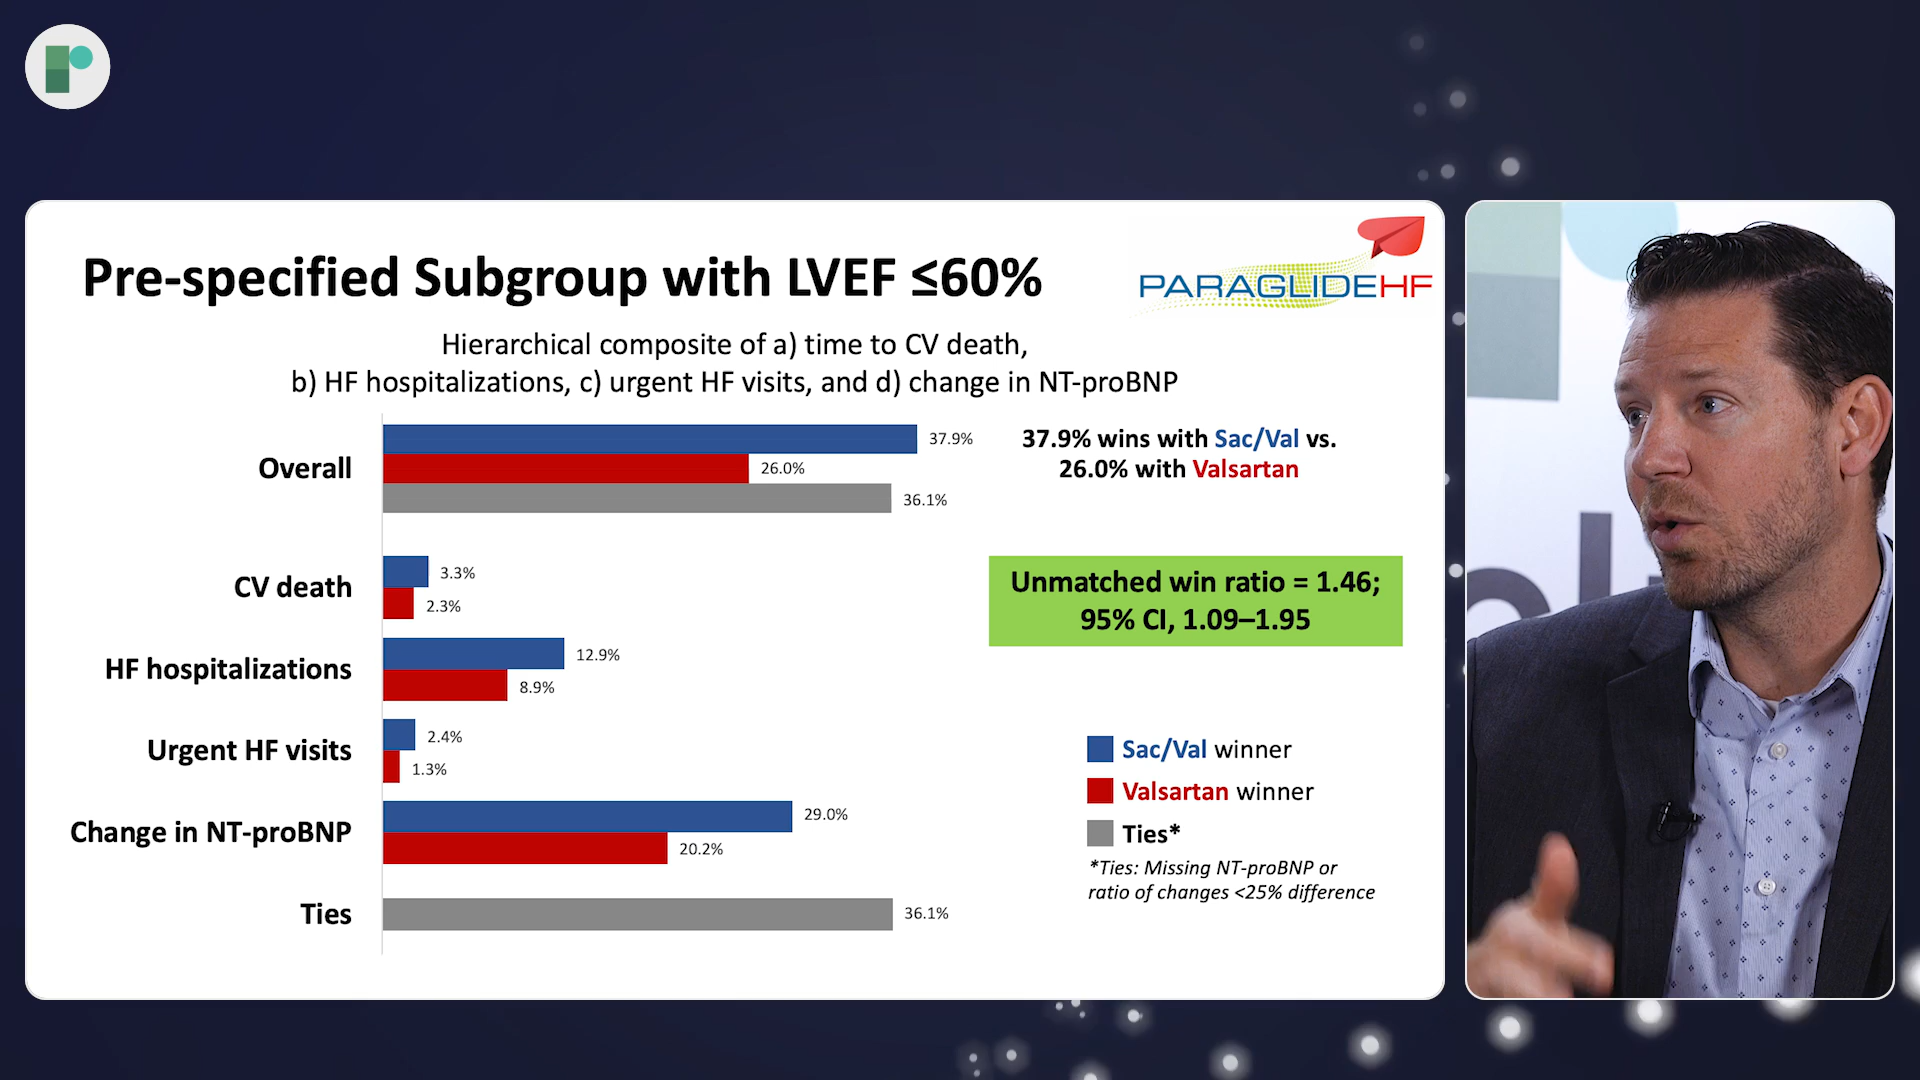 Pre-specified Subgroup with LVEF ≤60%
PARAGLIDEHF
Hierarchical composite of a) time to CV death,
b) HF hospitalizations, c) urgent HF visits, and d) change in NT-proBNP
Overall
37.9%
26.0%
36.1%
37.9% wins with Sac/Val vs.
26.0% with Valsartan
CV death
3.3%
2.3%
Unmatched win ratio = 1.46;
95% CI, 1.09–1.95
HF hospitalizations
12.9%
8.9%
Urgent HF visits
2.4%
1.3%
Change in NT-proBNP
29.0%
20.2%
Ties
36.1%
Sac/Val winner
Valsartan winner
Ties*
*Ties: Missing NT-proBNP or
ratio of changes <25% difference